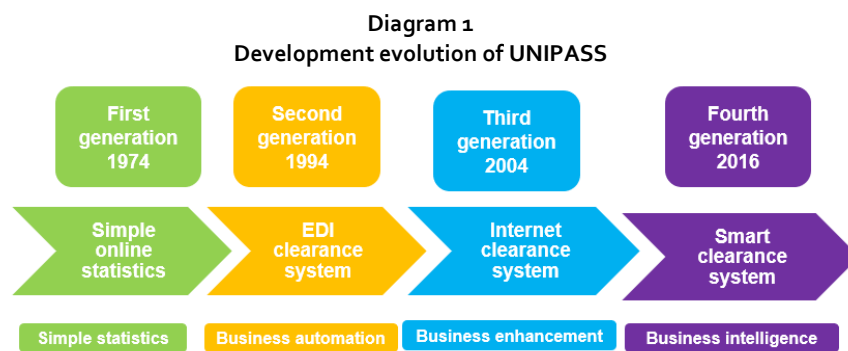 Diagram 1
Development evolution of UNIPASS
First
generation
1974
Second
generation
1994
Third
generation
2004
Fourth
generation
2016
Simple
online
statistics
EDI
clearance
system
Internet
clearance
system
Smart
clearance
system
Simple statistics
Business automation
Business enhancement
Business intelligence